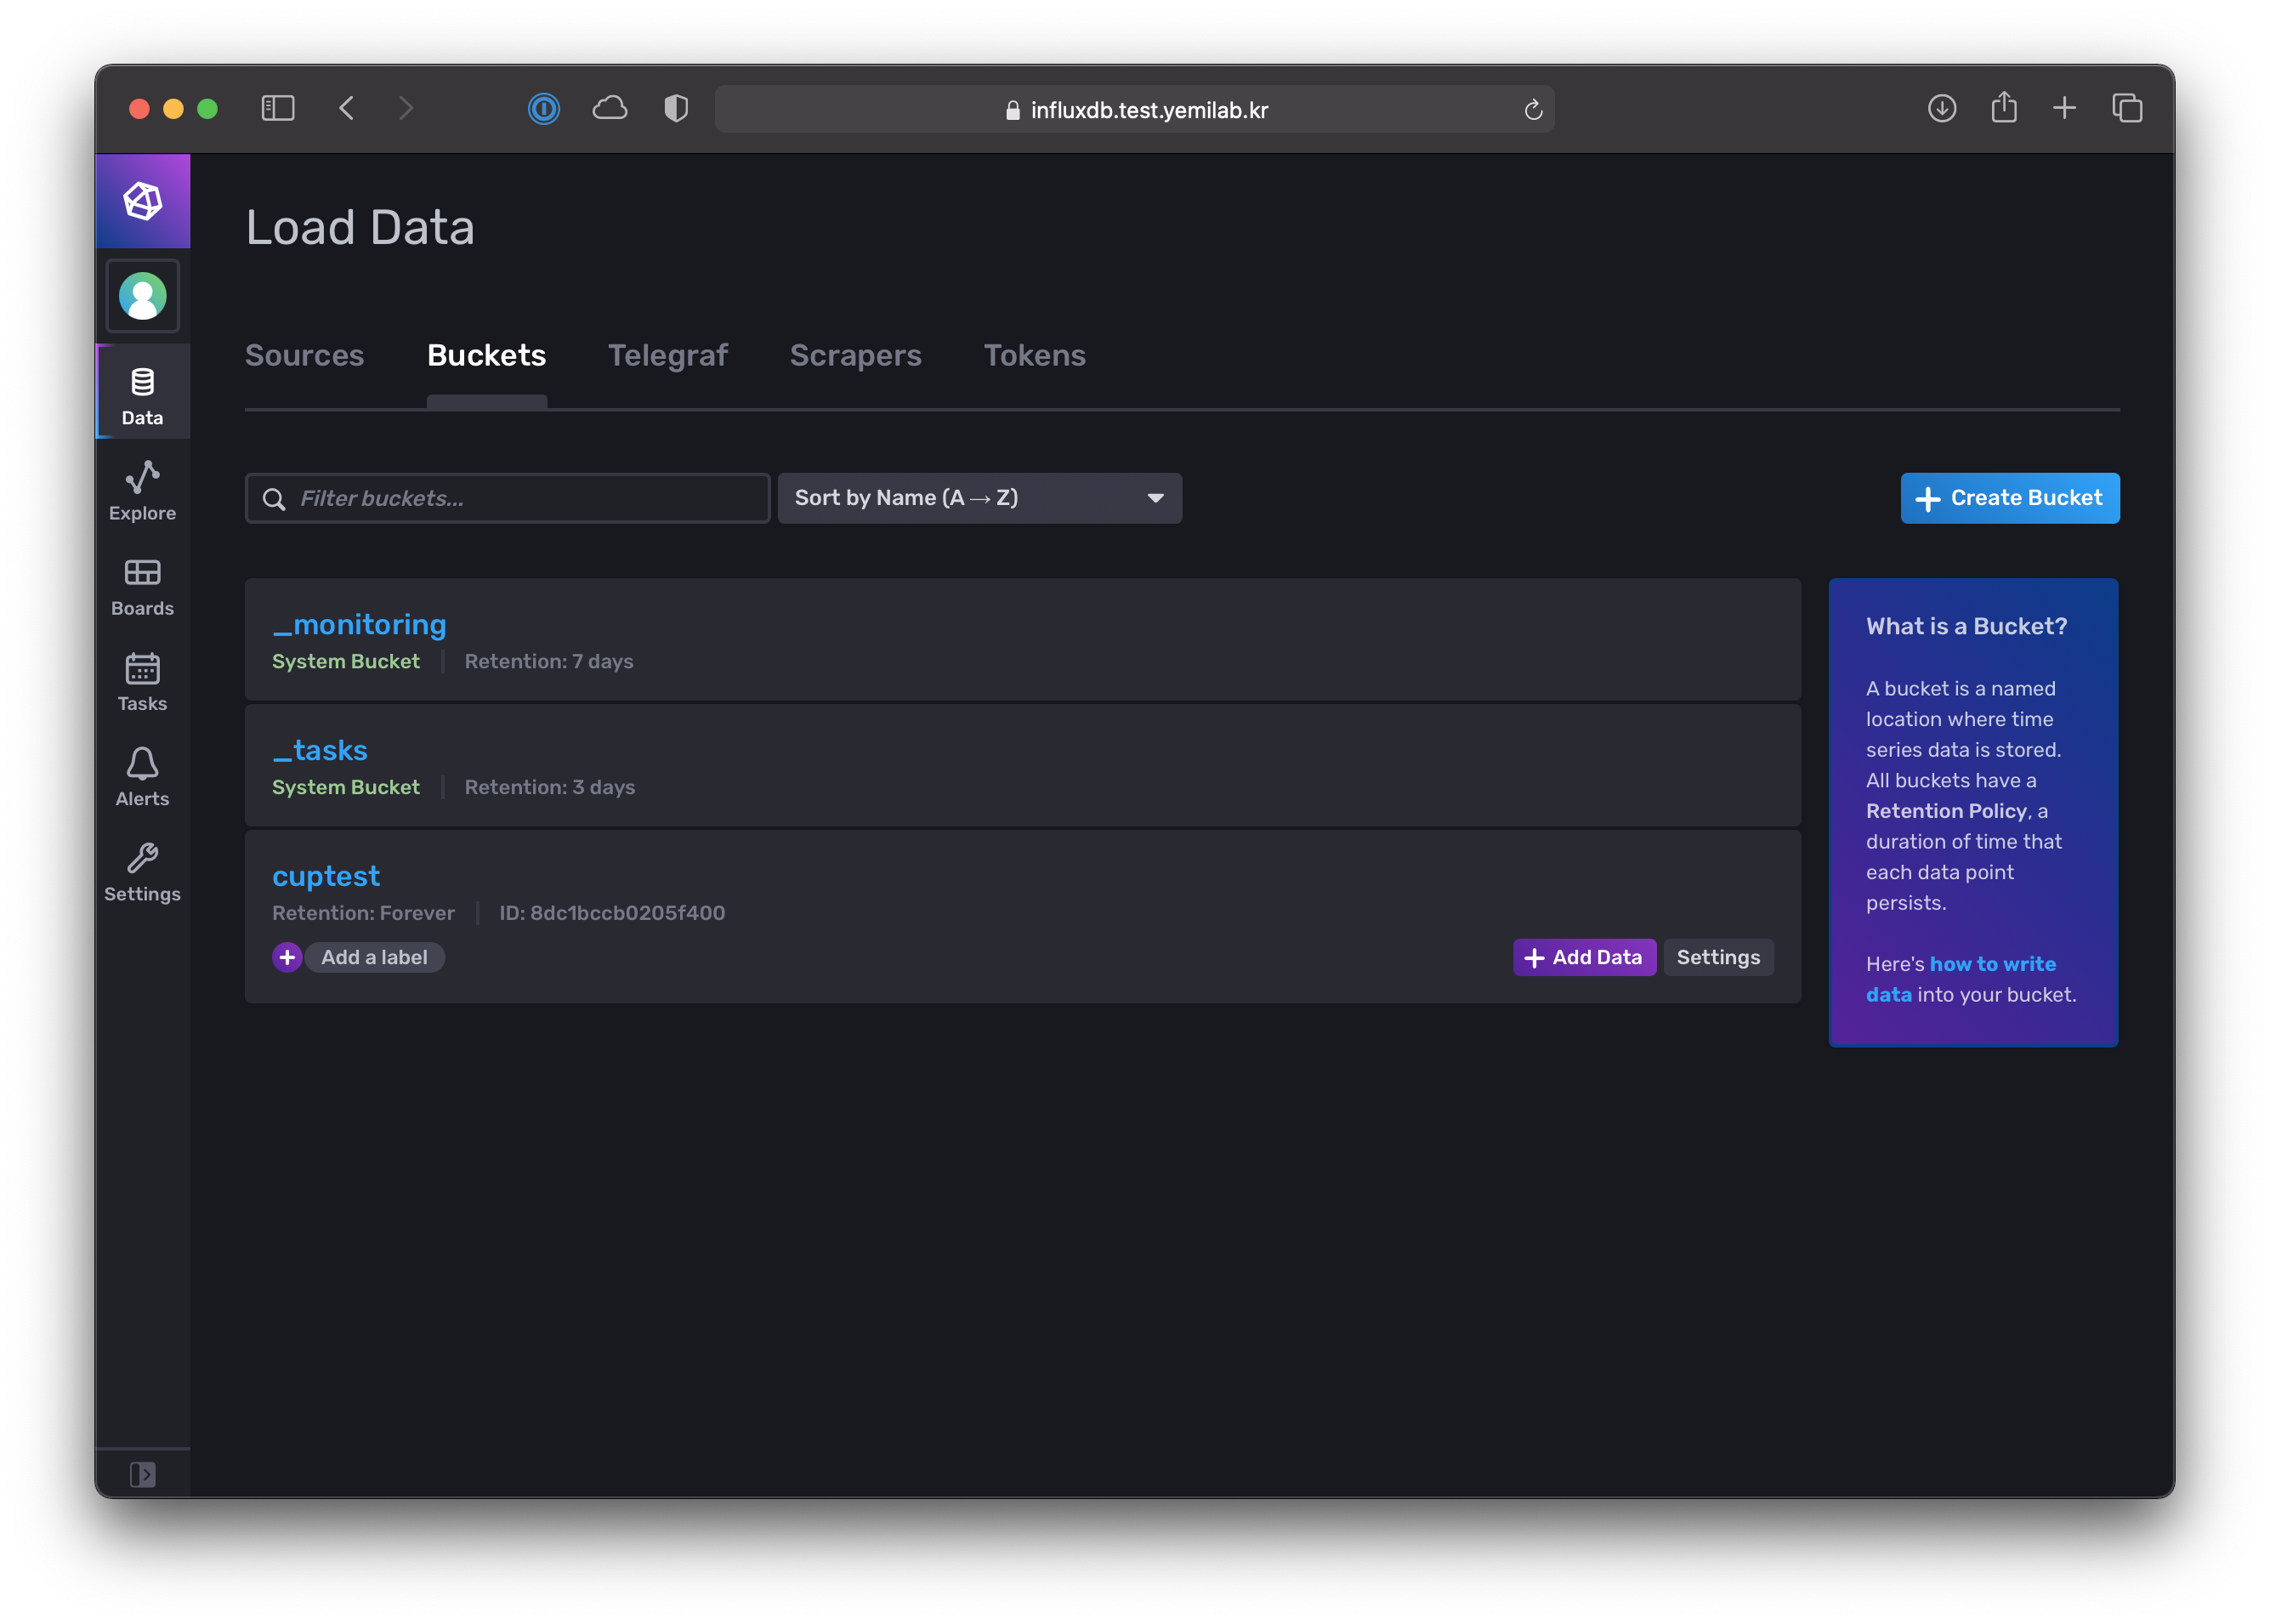 influxdb.test.yemilab.kr
Load Data
Sources Buckets Telegraf Scrapers Tokens
Data
Explore
Boards
Tasks
Alerts
Settings
Filter buckets...
Sort by Name (A → Z)
Create Bucket
_monitoring
System Bucket Retention: 7 days
_tasks
System Bucket Retention: 3 days
cuptest
Retention: Forever ID: 8dc1bccb0205f400
Add a label
Add Data Settings
What is a Bucket?
A bucket is a named
location where time
series data is stored.
All buckets have a
Retention Policy, a
duration of time that
each data point
persists.
Here's how to write
data into your bucket.